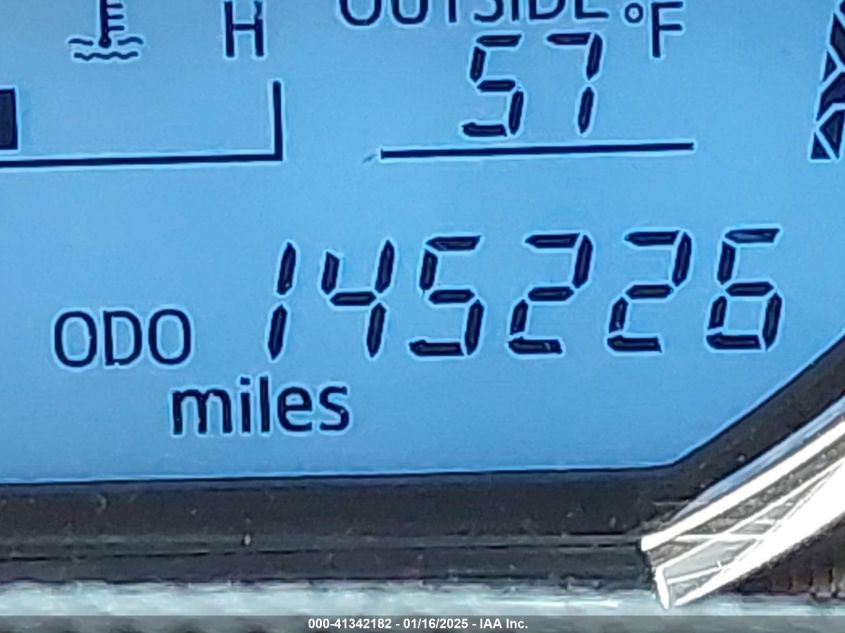 H OUTSIDE °F
57
ODO 145226
miles
000-41342182 - 01/16/2025 - IAA Inc.